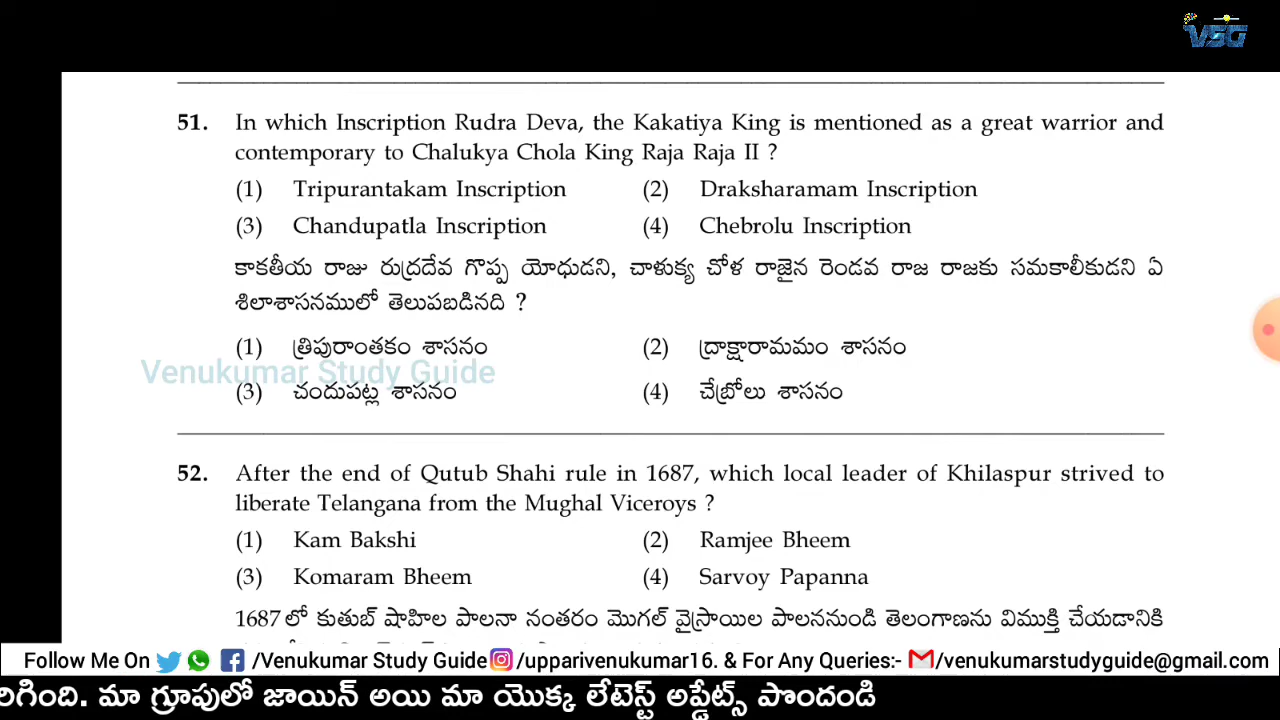 VSG
51. In which Inscription Rudra Deva, the Kakatiya King is mentioned as a great warrior and
contemporary to Chalukya Chola King Raja Raja II ?
(1) Tripurantakam Inscription (2) Draksharamam Inscription
(3) Chandupatla Inscription (4) Chebrolu Inscription
కాకతీయ రాజు రుద్రదేవ గొప్ప యోధుడని, చాళుక్య చోళ రాజైన రెండవ రాజ రాజకు సమకాలీకుడని ఏ
శిలాశాసనములో తెలుపబడినది ?
(1) త్రిపురాంతకం శాసనం (2) ద్రాక్షారామమం శాసనం
Venukumar Study Guide
(3) చందుపట్ల శాసనం (4) చేబ్రోలు శాసనం
52. After the end of Qutub Shahi rule in 1687, which local leader of Khilaspur strived to
liberate Telangana from the Mughal Viceroys ?
(1) Kam Bakshi (2) Ramjee Bheem
(3) Komaram Bheem (4) Sarvoy Papanna
1687లో కుతుబ్ షాహిల పాలనా నంతరం మొగల్ వైస్రాయిల పాలననుండి తెలంగాణను విముక్తి చేయడానికి
Follow Me On /Venukumar Study Guide /upparivenukumar16. & For Any Queries:- /venukumarstudyguide@gmail.com
రిగింది. మా గ్రూపులో జాయిన్ అయి మా యొక్క లేటెస్ట్ అప్డేట్స్ పొందండి